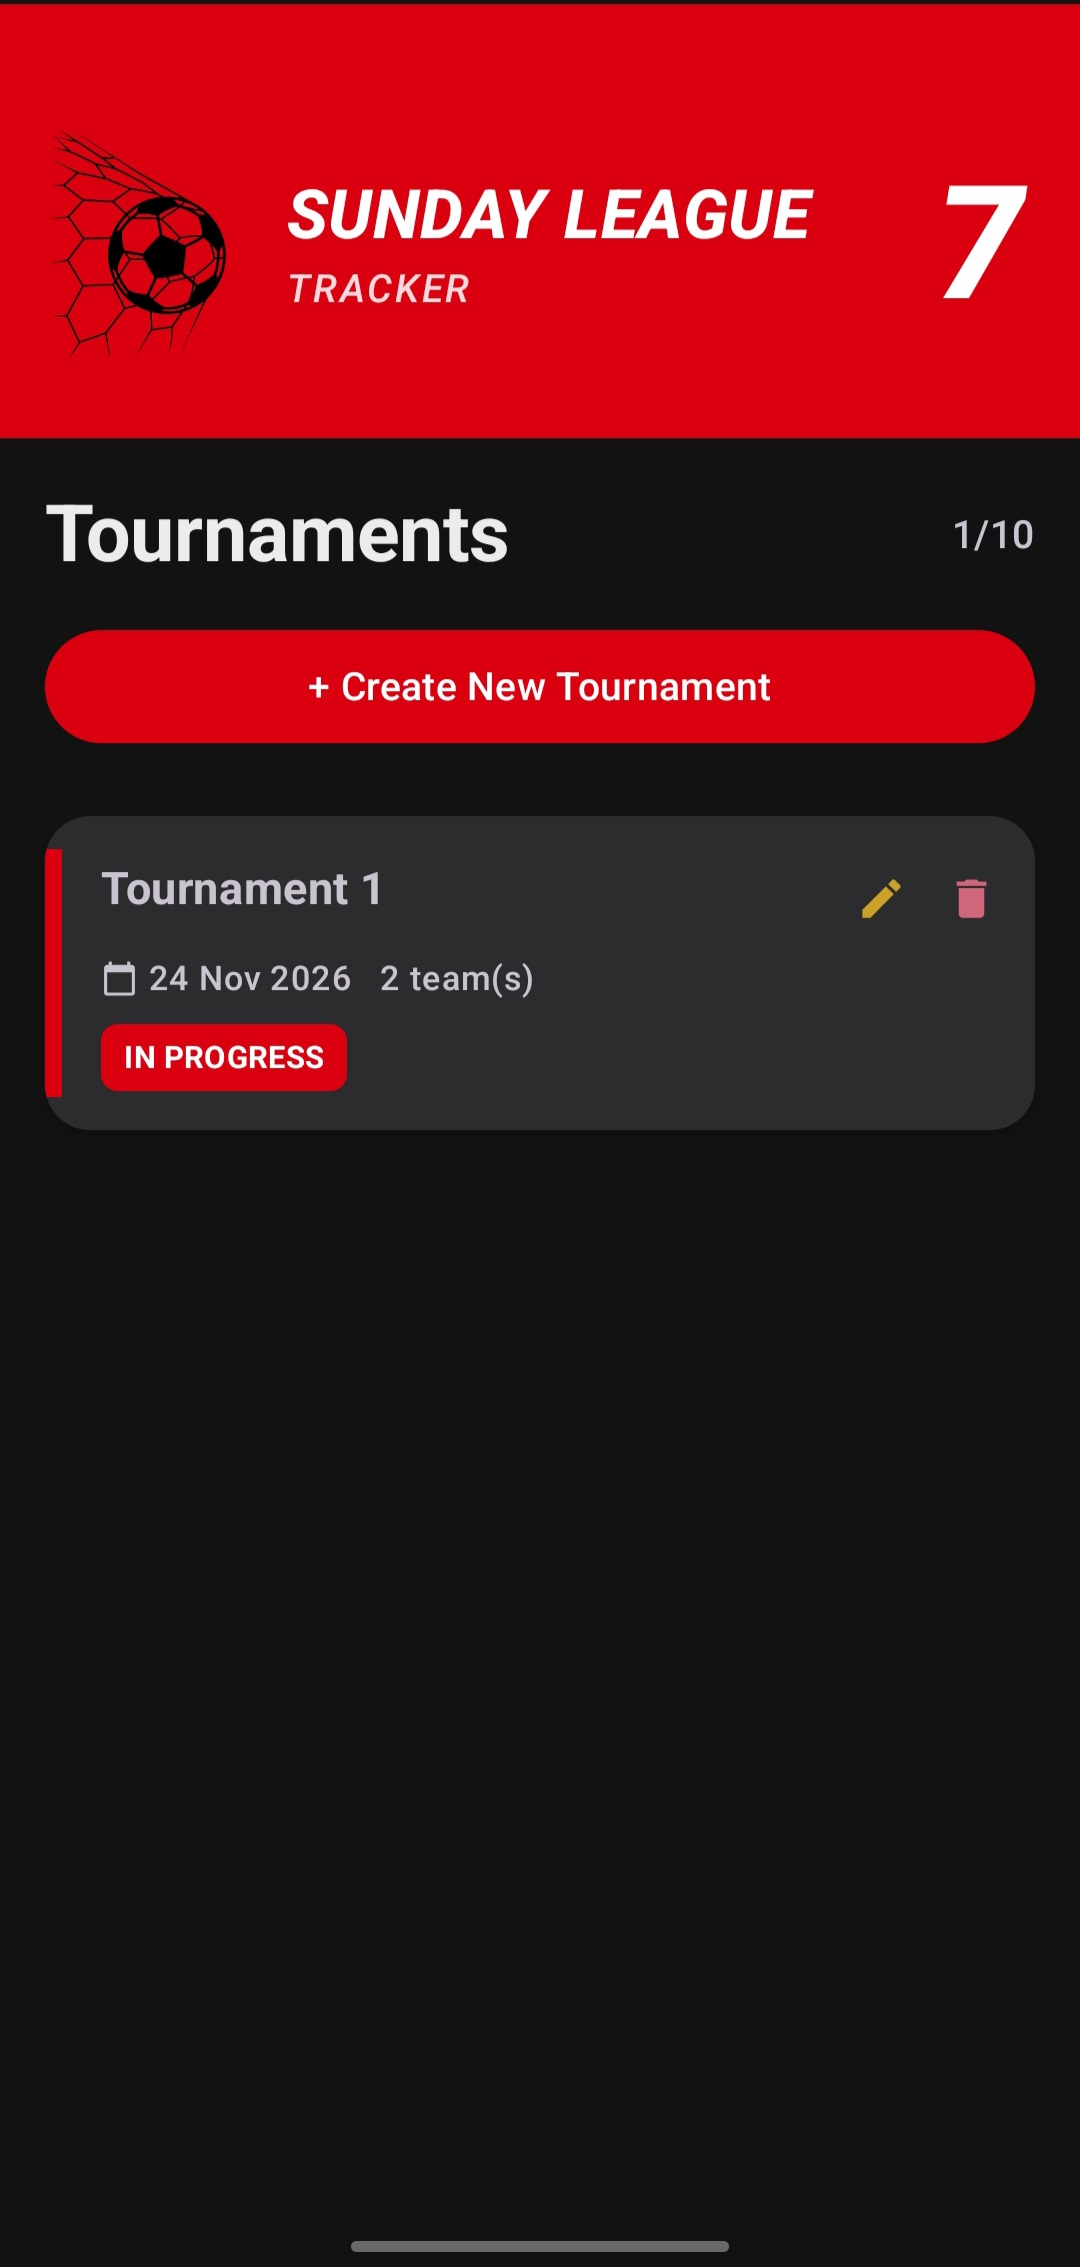 SUNDAY LEAGUE
TRACKER
7
Tournaments
1/10
+ Create New Tournament
Tournament 1
24 Nov 2026 2 team(s)
IN PROGRESS